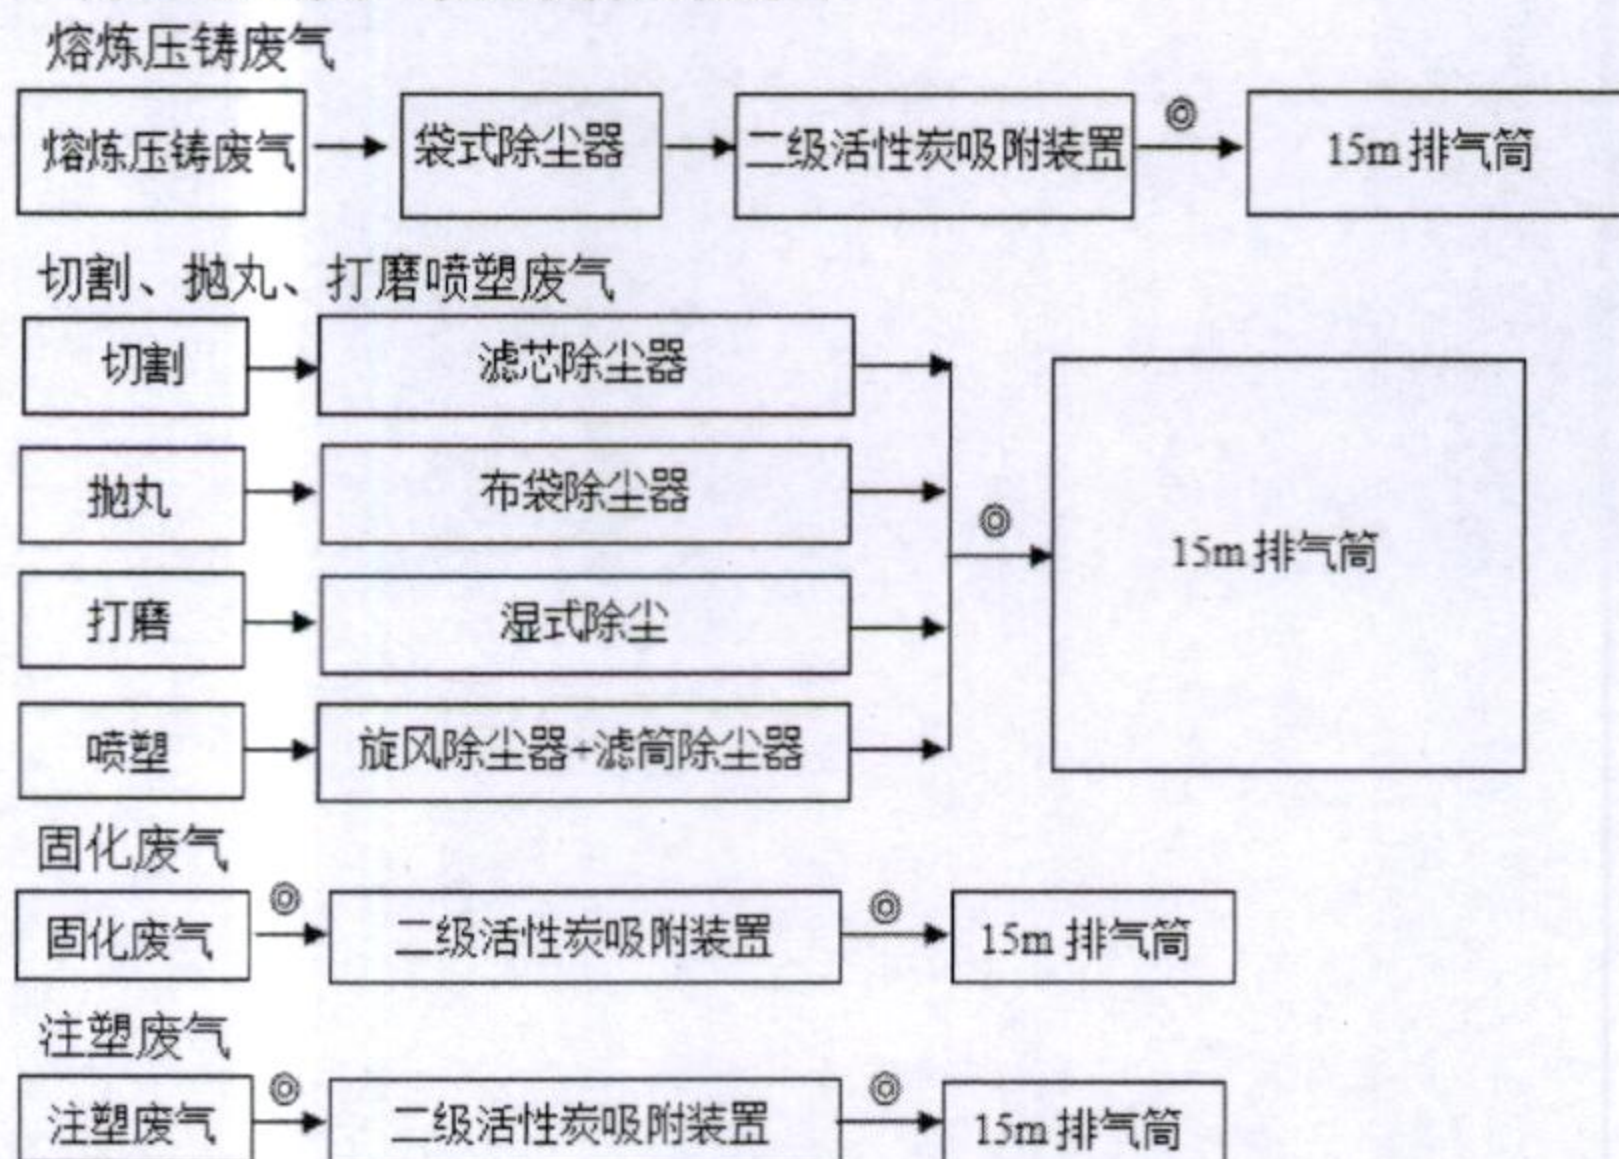 熔炼压铸废气
熔炼压铸废气 袋式除尘器 二级活性炭吸附装置 ◎ 15m 排气筒
切割、抛丸、打磨喷塑废气
切割 滤芯除尘器
抛丸 布袋除尘器
◎
15m 排气筒
打磨 湿式除尘
喷塑 旋风除尘器+滤筒除尘器
固化废气
固化废气 ◎ 二级活性炭吸附装置 ◎ 15m 排气筒
注塑废气
注塑废气 ◎ 二级活性炭吸附装置 ◎ 15m 排气筒